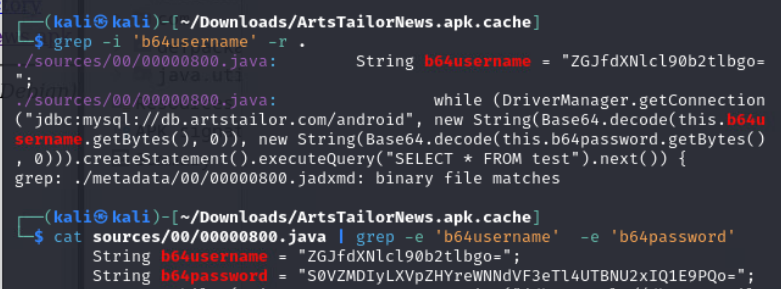 ┌──(kali㉿kali)-[~/Downloads/ArtsTailorNews.apk.cache]
└─$ grep -i 'b64username' -r .
./sources/00/00000800.java:        String b64username = "ZGJfdXNlcl90b2tlbgo=
";
./sources/00/00000800.java:                while (DriverManager.getConnection
("jdbc:mysql://db.artstailor.com/android", new String(Base64.decode(this.b64u
sername.getBytes(), 0)), new String(Base64.decode(this.b64password.getBytes()
, 0))).createStatement().executeQuery("SELECT * FROM test").next()) {
grep: ./metadata/00/00000800.jadxmd: binary file matches
┌──(kali㉿kali)-[~/Downloads/ArtsTailorNews.apk.cache]
└─$ cat sources/00/00000800.java | grep -e 'b64username'  -e 'b64password'
        String b64username = "ZGJfdXNlcl90b2tlbgo=";
        String b64password = "S0VZMDIyLXVpZHYreWNNdVF3eTl4UTBNU2xIQ1E9PQo=";